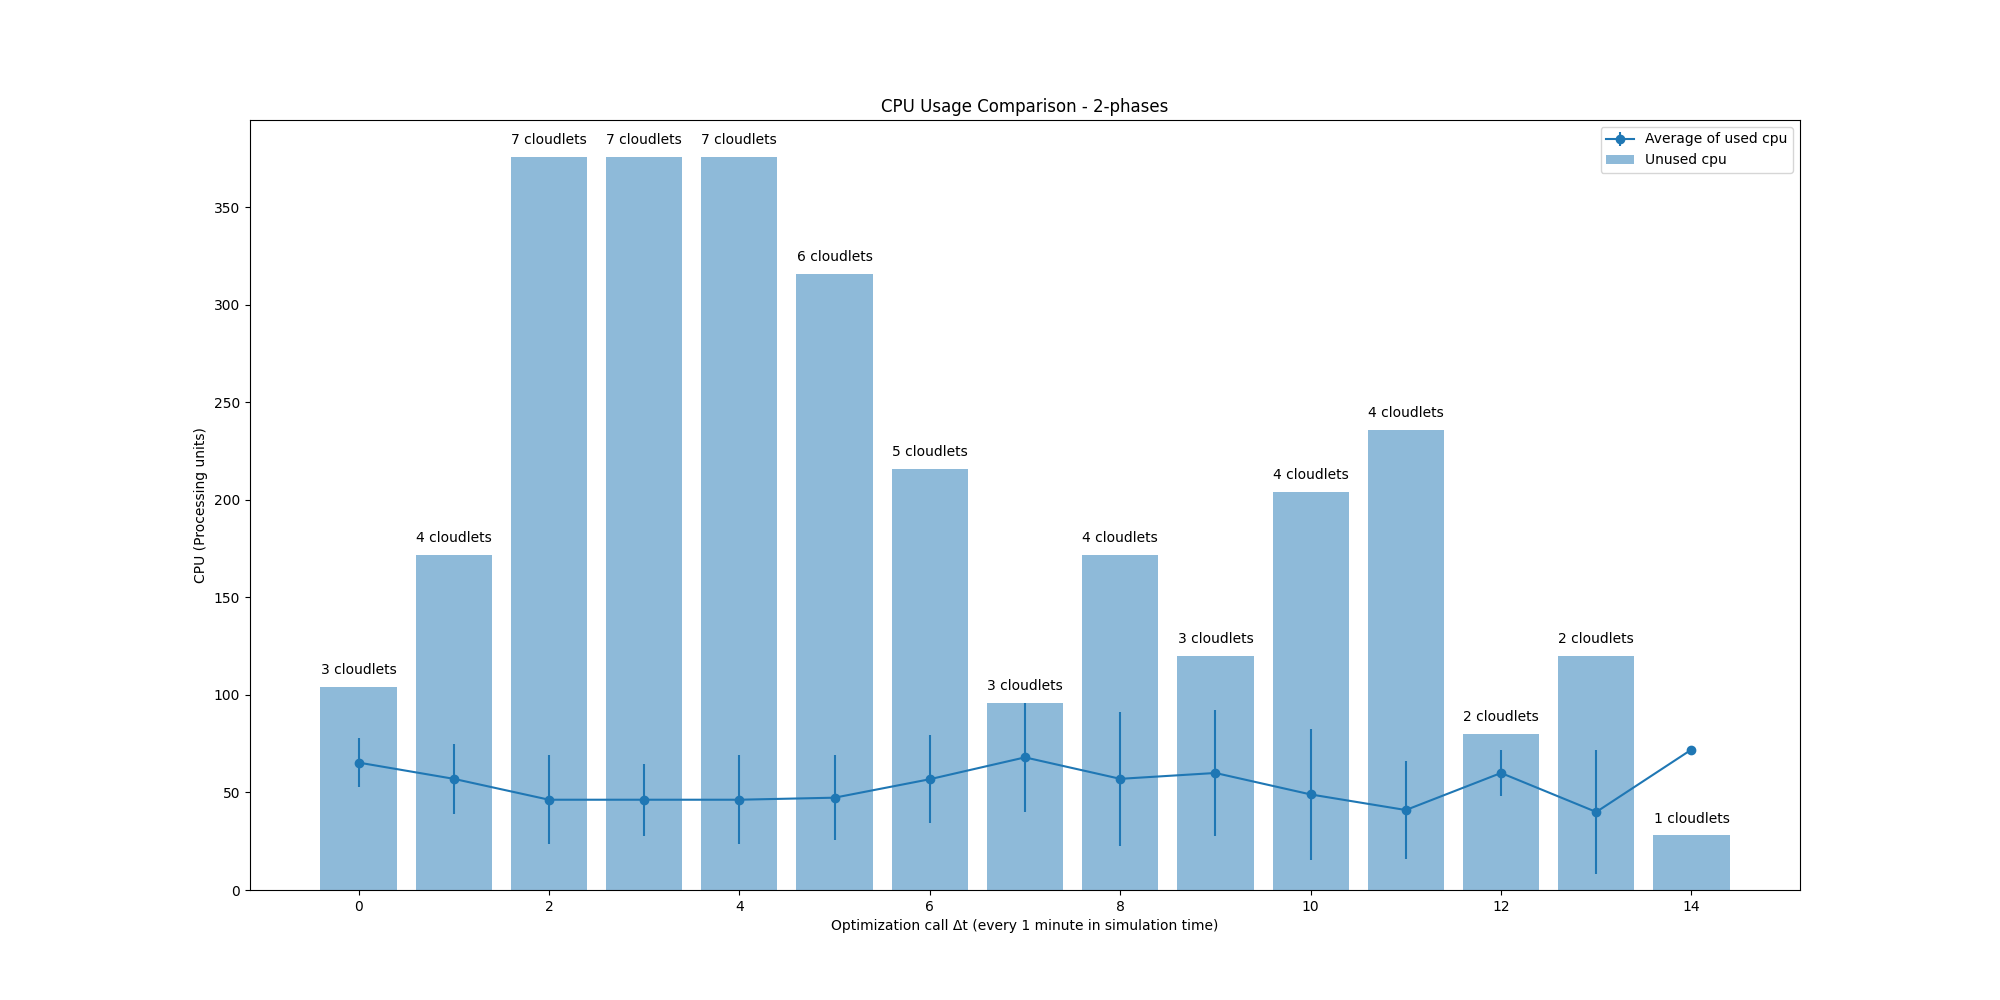 CPU Usage Comparison - 2-phases
Average of used cpu
Unused cpu
CPU (Processing units)
350
300
250
200
150
100
50
0
3 cloudlets
4 cloudlets
7 cloudlets
7 cloudlets
7 cloudlets
6 cloudlets
5 cloudlets
3 cloudlets
4 cloudlets
3 cloudlets
4 cloudlets
4 cloudlets
2 cloudlets
2 cloudlets
1 cloudlets
0 2 4 6 8 10 12 14
Optimization call Δt (every 1 minute in simulation time)